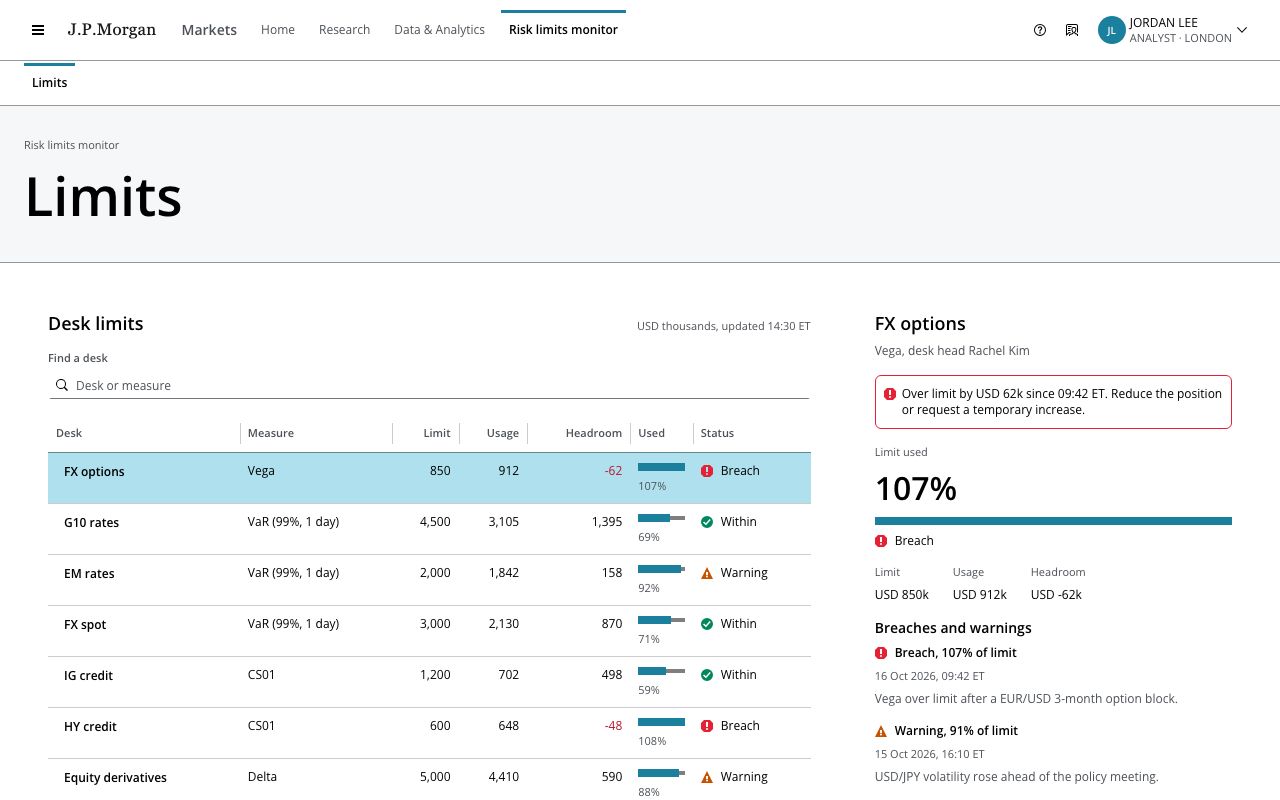 J.P.Morgan Markets Home Research Data & Analytics Risk limits monitor JL JORDAN LEE
ANALYST · LONDON
Limits
Risk limits monitor
Limits
Desk limits
USD thousands, updated 14:30 ET
Find a desk
Desk or measure
Desk Measure Limit Usage Headroom Used Status
FX options Vega 850 912 -62 107% Breach
G10 rates VaR (99%, 1 day) 4,500 3,105 1,395 69% Within
EM rates VaR (99%, 1 day) 2,000 1,842 158 92% Warning
FX spot VaR (99%, 1 day) 3,000 2,130 870 71% Within
IG credit CS01 1,200 702 498 59% Within
HY credit CS01 600 648 -48 108% Breach
Equity derivatives Delta 5,000 4,410 590 88% Warning
FX options
Vega, desk head Rachel Kim
Over limit by USD 62k since 09:42 ET. Reduce the position
or request a temporary increase.
Limit used
107%
Breach
Limit Usage Headroom
USD 850k USD 912k USD -62k
Breaches and warnings
Breach, 107% of limit
16 Oct 2026, 09:42 ET
Vega over limit after a EUR/USD 3-month option block.
Warning, 91% of limit
15 Oct 2026, 16:10 ET
USD/JPY volatility rose ahead of the policy meeting.